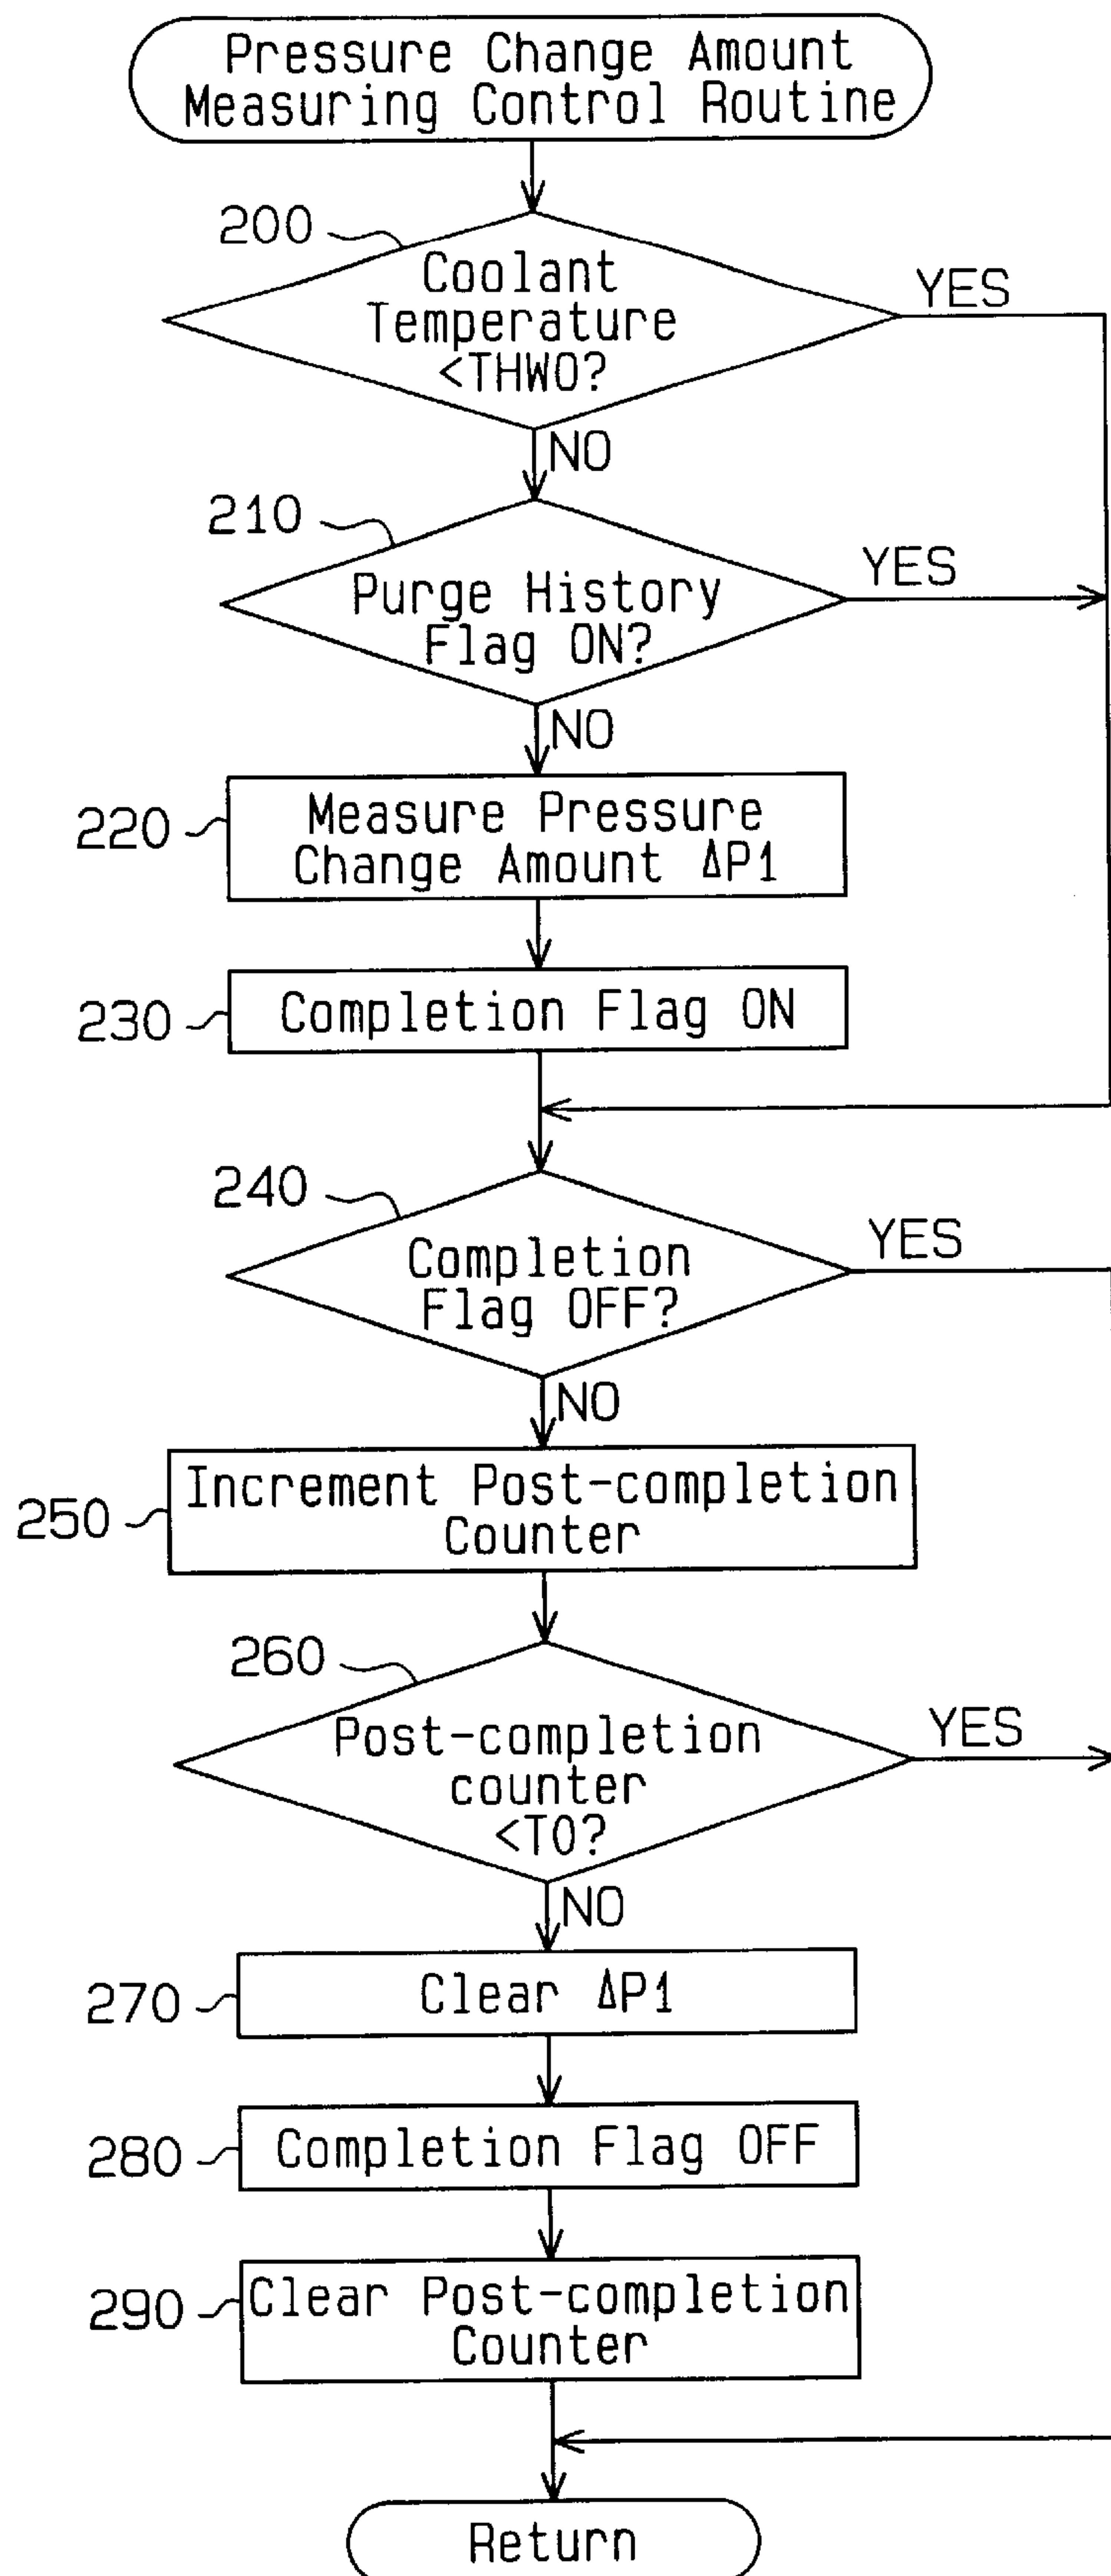 Pressure Change Amount
Measuring Control Routine
200
Coolant
Temperature
<THW0?
YES
NO
210
Purge History
Flag ON?
YES
NO
220
Measure Pressure
Change Amount ΔP1
230
Completion Flag ON
240
Completion
Flag OFF?
YES
NO
250
Increment Post-completion
Counter
260
Post-completion
counter
<T0?
YES
NO
270
Clear ΔP1
280
Completion Flag OFF
290
Clear Post-completion
Counter
Return